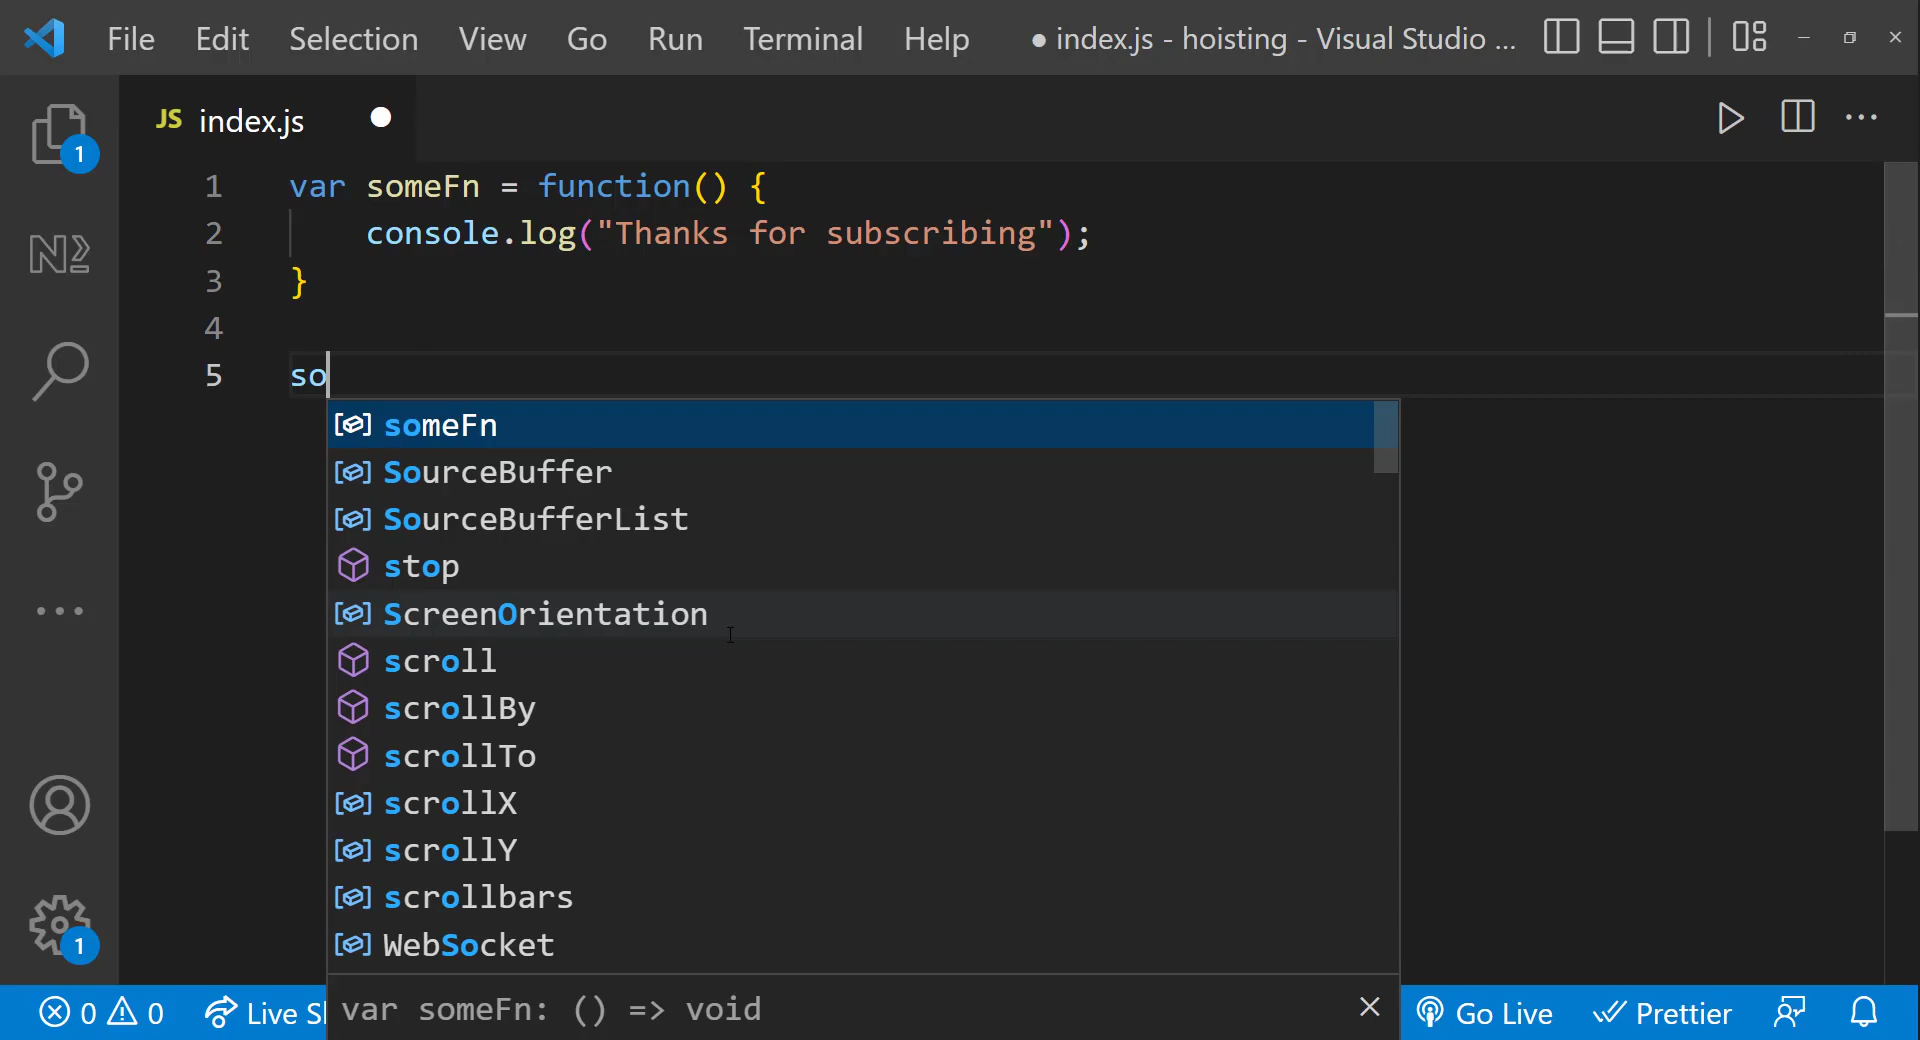 File Edit Selection View Go Run Terminal Help ● index.js - hoisting - Visual Studio ...
JS index.js
1 var someFn = function() {
2 console.log("Thanks for subscribing");
3 }
4
5 so
someFn
SourceBuffer
SourceBufferList
stop
ScreenOrientation
scroll
scrollBy
scrollTo
scrollX
scrollY
scrollbars
WebSocket
var someFn: () => void
1
1
0 0 Live Go Live Prettier